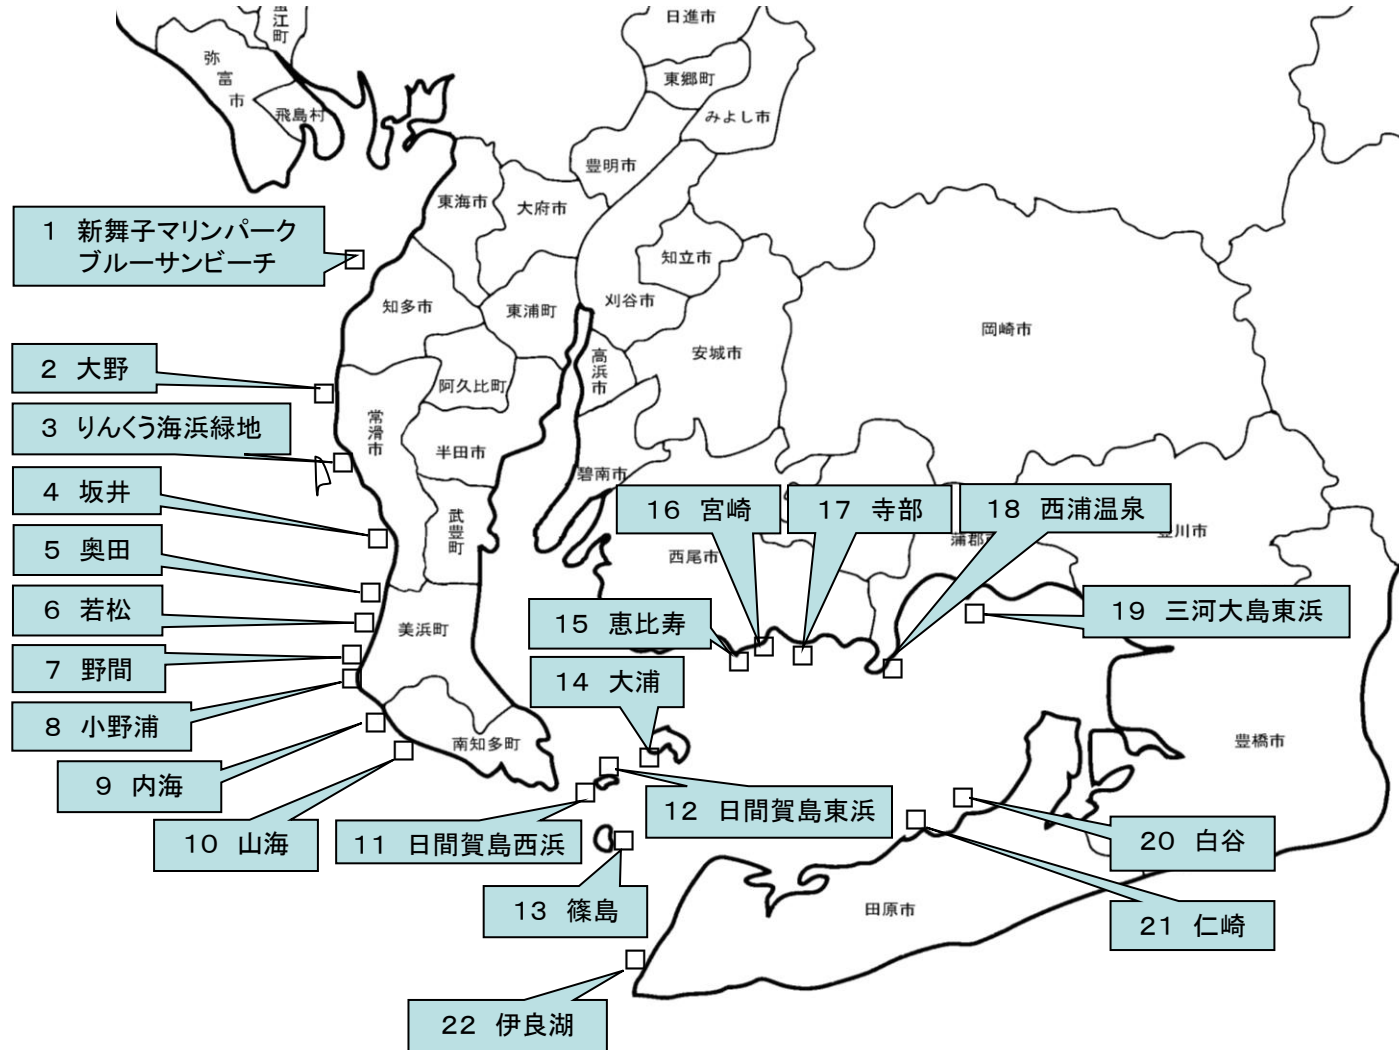 江町
日進市
弥富市
飛島村
東郷町
みよし市
豊明市
東海市
大府市
1 新舞子マリンパーク
ブルーサンビーチ
知立市
知多市
東浦町
刈谷市
岡崎市
安城市
高浜市
2 大野
阿久比町
3 りんくう海浜緑地
常滑市
半田市
碧南市
4 坂井
武豊町
16 宮崎
17 寺部
18 西浦温泉
5 奥田
西尾市
蒲郡
豊川市
6 若松
美浜町
15 恵比寿
19 三河大島東浜
7 野間
14 大浦
8 小野浦
南知多町
豊橋市
9 内海
12 日間賀島東浜
10 山海
11 日間賀島西浜
20 白谷
13 篠島
田原市
21 仁崎
22 伊良湖